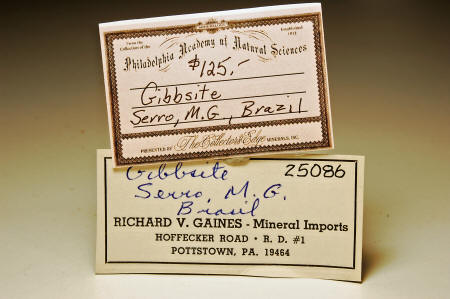 From the
Collection of the
Established
1812
Philadelphia Academy of Natural Sciences
$125.-
Gibbsite
Serro, M.G., Brazil
PRESENTED BY The Collector's Edge MINERALS, INC.
Gibbsite 25086
Serro, M.G.
Brasil
RICHARD V. GAINES - Mineral Imports
HOFFECKER ROAD • R. D. #1
POTTSTOWN, PA. 19464